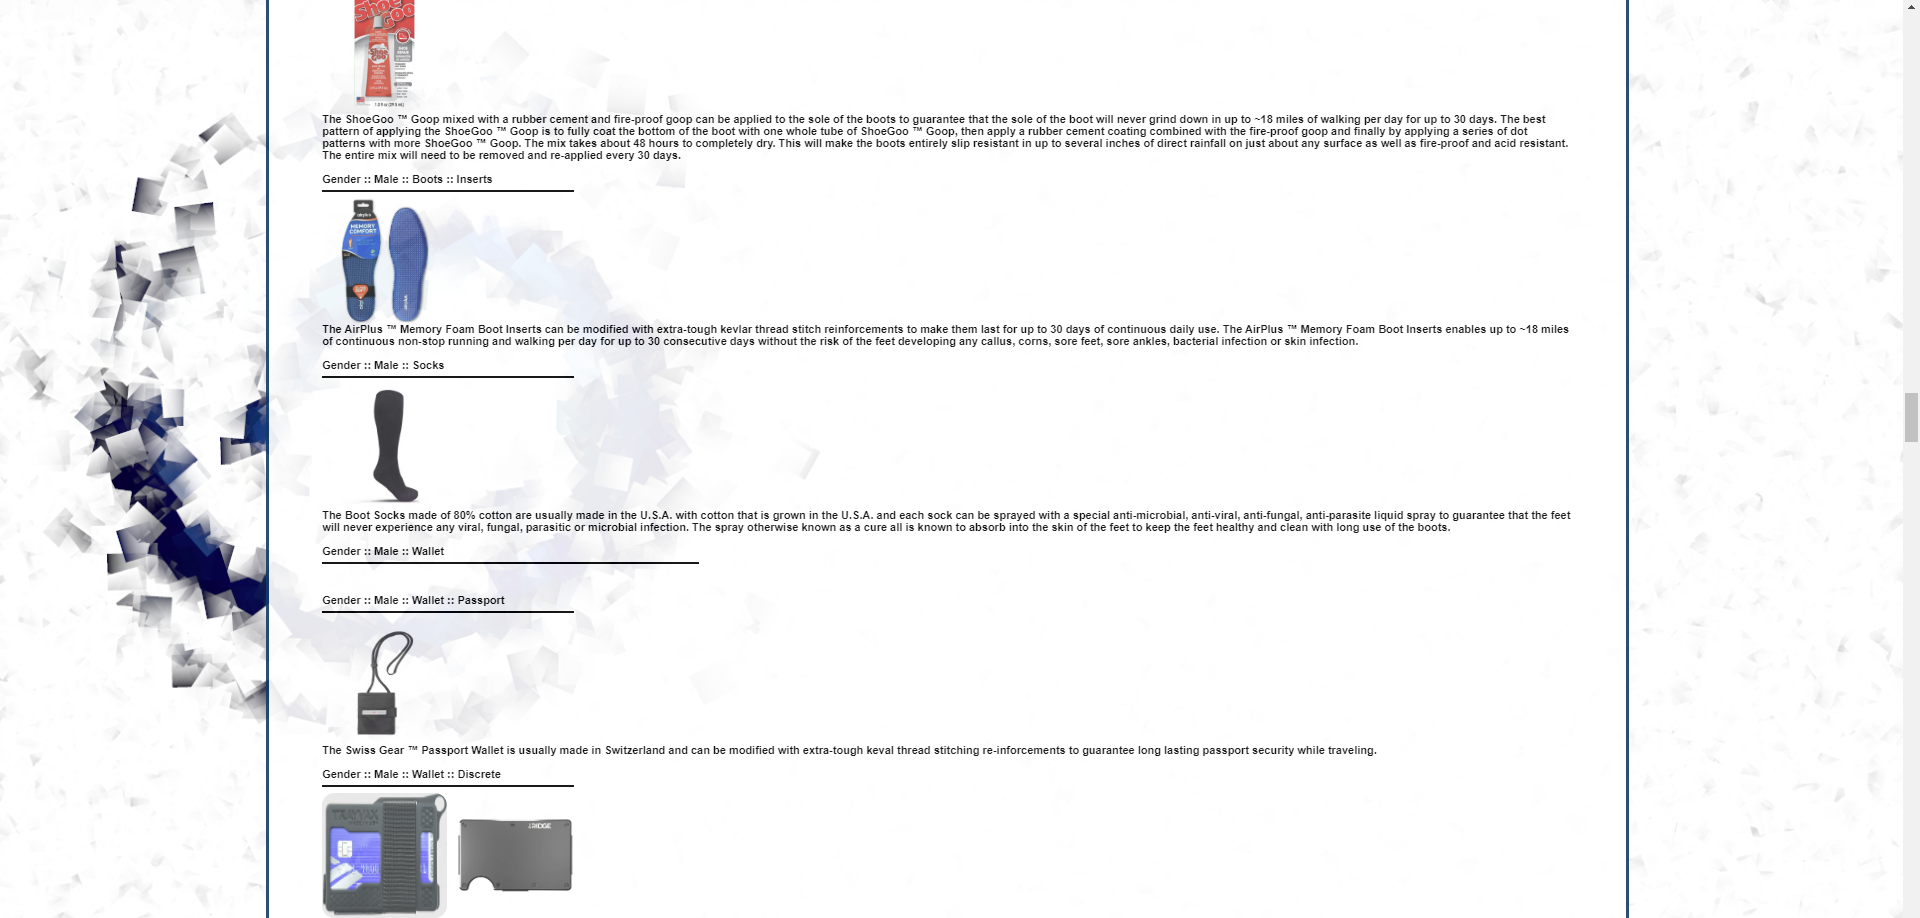 Shoe
Goo
1.0 fl oz (29.5 mL)
The ShoeGoo ™ Goop mixed with a rubber cement and fire-proof goop can be applied to the sole of the boots to guarantee that the sole of the boot will never grind down in up to ~18 miles of walking per day for up to 30 days. The best
pattern of applying the ShoeGoo ™ Goop is to fully coat the bottom of the boot with one whole tube of ShoeGoo ™ Goop, then apply a rubber cement coating combined with the fire-proof goop and finally by applying a series of dot
patterns with more ShoeGoo ™ Goop. The mix takes about 48 hours to completely dry. This will make the boots entirely slip resistant in up to several inches of direct rainfall on just about any surface as well as fire-proof and acid resistant.
The entire mix will need to be removed and re-applied every 30 days.
Gender :: Male :: Boots :: Inserts
airplus
MEMORY
COMFORT
The AirPlus ™ Memory Foam Boot Inserts can be modified with extra-tough kevlar thread stitch reinforcements to make them last for up to 30 days of continuous daily use. The AirPlus ™ Memory Foam Boot Inserts enables up to ~18 miles
of continuous non-stop running and walking per day for up to 30 consecutive days without the risk of the feet developing any callus, corns, sore feet, sore ankles, bacterial infection or skin infection.
Gender :: Male :: Socks
The Boot Socks made of 80% cotton are usually made in the U.S.A. with cotton that is grown in the U.S.A. and each sock can be sprayed with a special anti-microbial, anti-viral, anti-fungal, anti-parasite liquid spray to guarantee that the feet
will never experience any viral, fungal, parasitic or microbial infection. The spray otherwise known as a cure all is known to absorb into the skin of the feet to keep the feet healthy and clean with long use of the boots.
Gender :: Male :: Wallet
Gender :: Male :: Wallet :: Passport
The Swiss Gear ™ Passport Wallet is usually made in Switzerland and can be modified with extra-tough keval thread stitching re-inforcements to guarantee long lasting passport security while traveling.
Gender :: Male :: Wallet :: Discrete
TRAYVAX
RIDGE